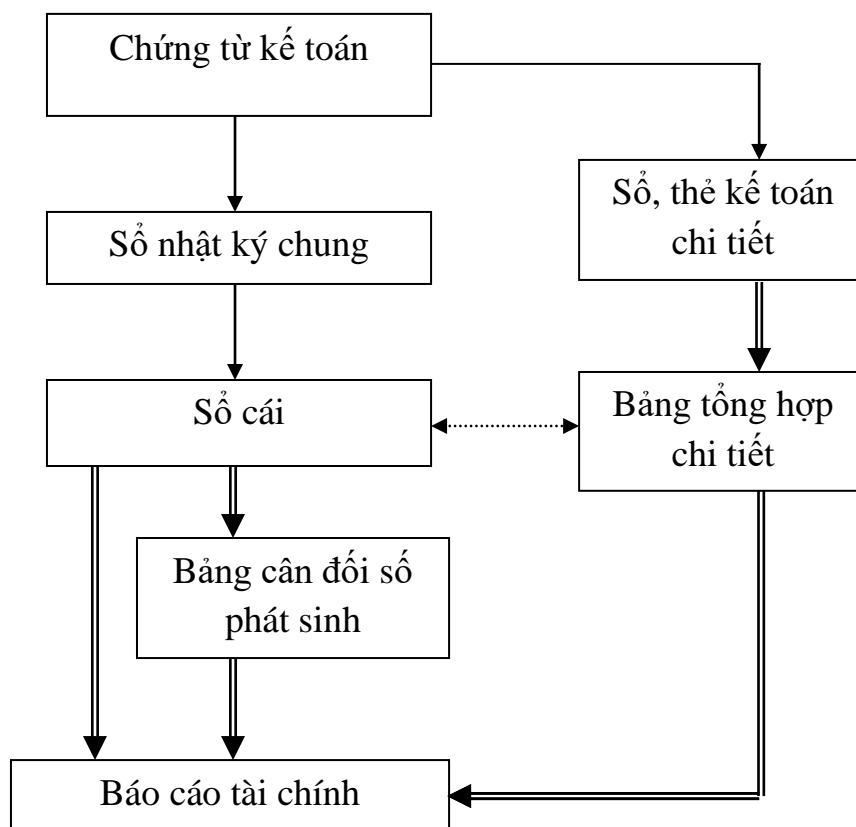 Chứng từ kế toán
Sổ, thẻ kế toán
chi tiết
Sổ nhật ký chung
Sổ cái
Bảng tổng hợp
chi tiết
Bảng cân đối số
phát sinh
Báo cáo tài chính